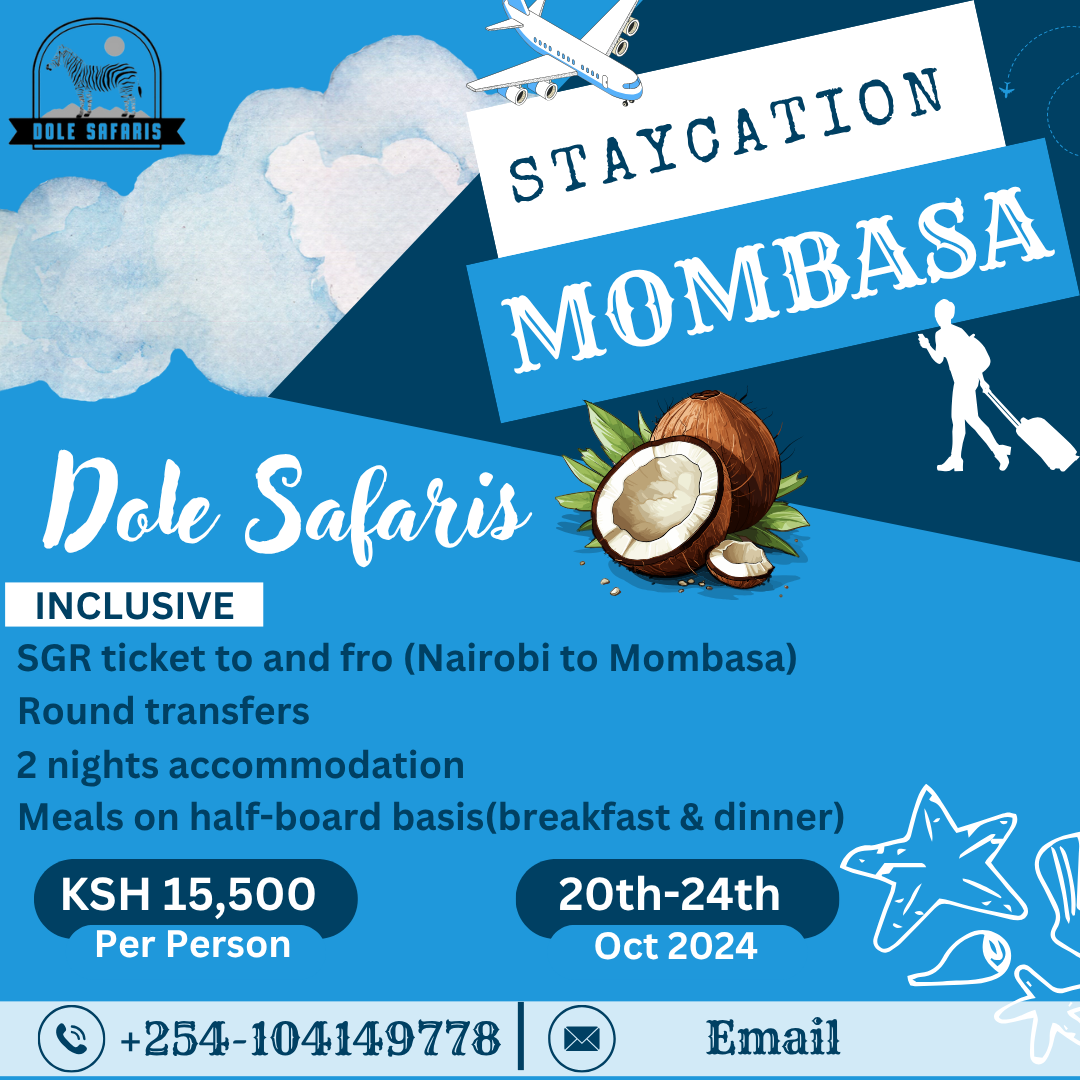 DOLE SAFARIS
STAYCATION
MOMBASA
Dole Safaris
INCLUSIVE
SGR ticket to and fro (Nairobi to Mombasa)
Round transfers
2 nights accommodation
Meals on half-board basis(breakfast & dinner)
KSH 15,500
Per Person
20th-24th
Oct 2024
+254-104149778
Email